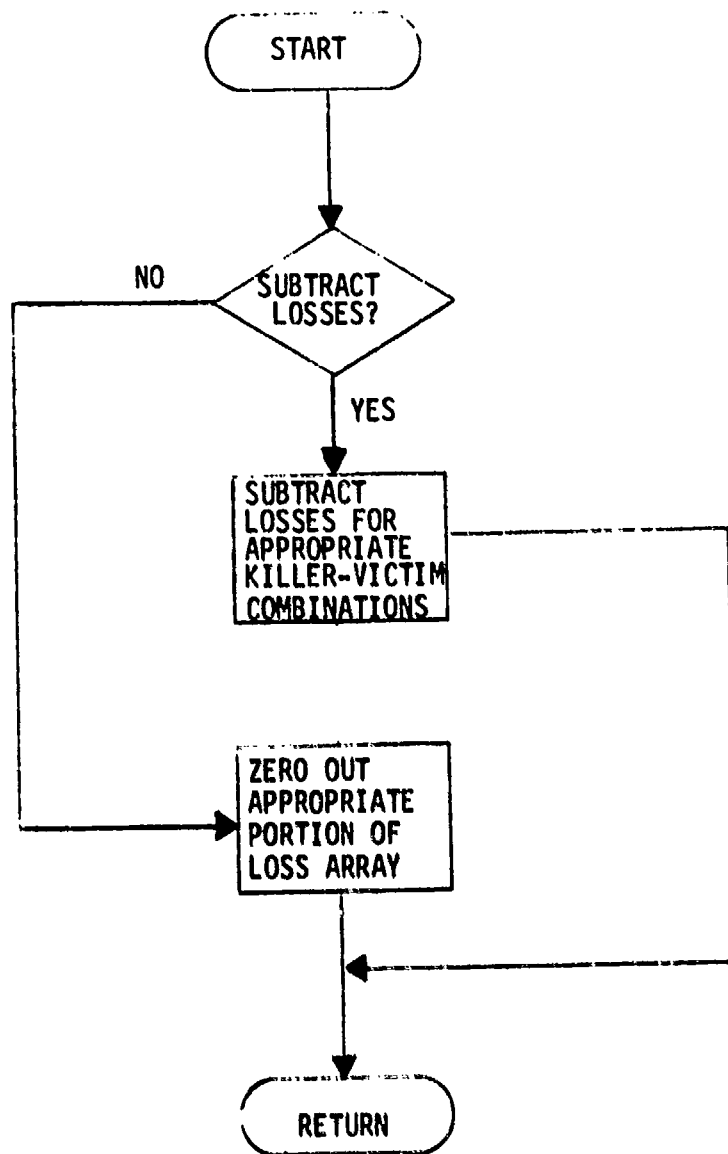 START
NO
SUBTRACT
LOSSES?
YES
SUBTRACT
LOSSES FOR
APPROPRIATE
KILLER-VICTIM
COMBINATIONS
ZERO OUT
APPROPRIATE
PORTION OF
LOSS ARRAY
RETURN